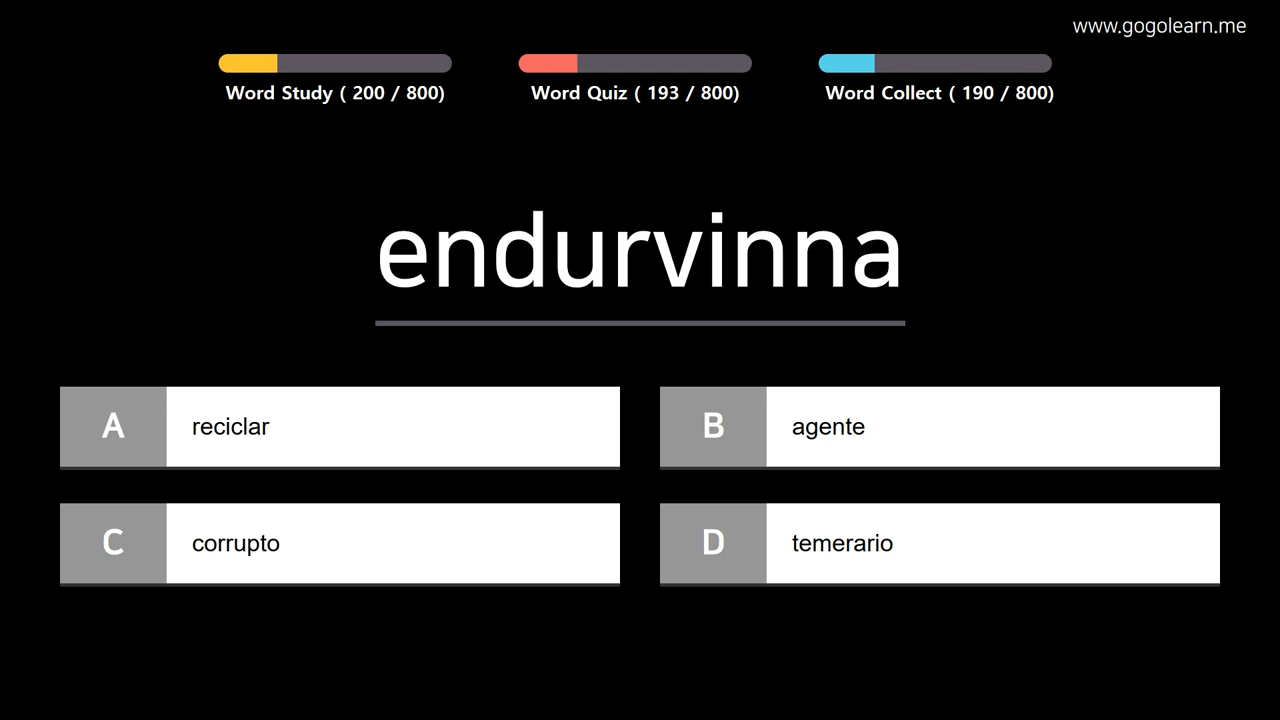 www.gogolearn.me
Word Study ( 200 / 800)
Word Quiz ( 193 / 800)
Word Collect ( 190 / 800)
endurvinna
A reciclar
B agente
C corrupto
D temerario